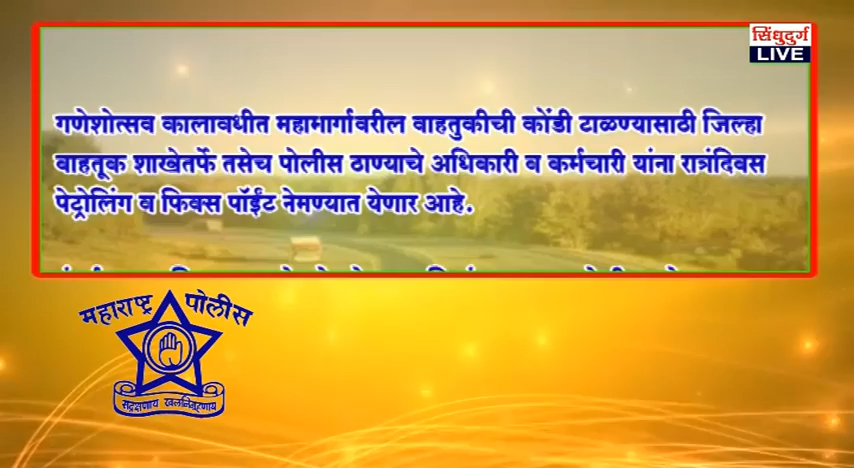 सिंधुदुर्ग
LIVE
गणेशोत्सव कालावधीत महामार्गावरील वाहतुकीची कोंडी टाळण्यासाठी जिल्हा
वाहतूक शाखेतर्फे तसेच पोलीस ठाण्याचे अधिकारी व कर्मचारी यांना रात्रंदिवस
पेट्रोलिंग व फिक्स पॉईंट नेमण्यात येणार आहे.
महाराष्ट्र पोलीस
सद्रक्षणाय खलनिग्रहणाय